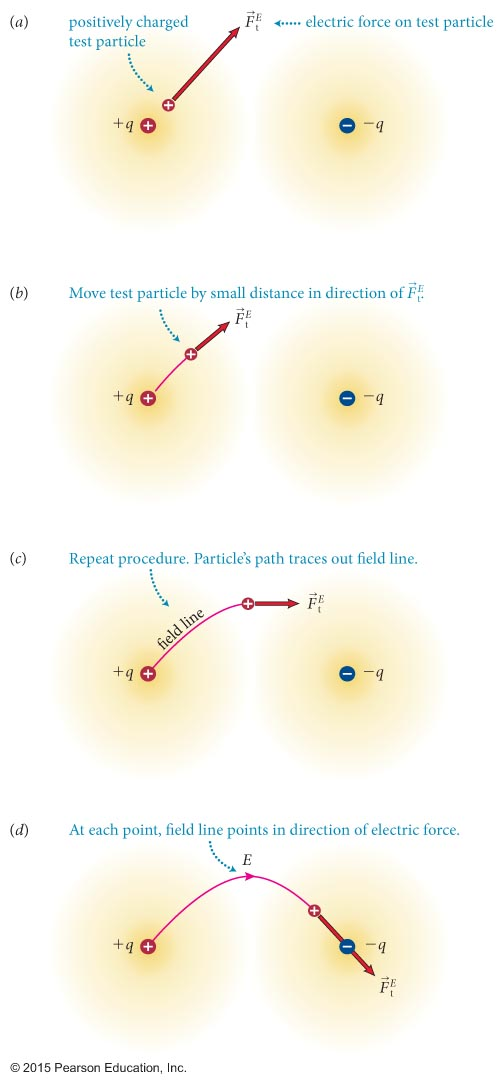 (a) positively charged test particle
F⃗ₜᴱ
electric force on test particle
+q
+
+
−
−q
(b) Move test particle by small distance in direction of F⃗ₜᴱ.
F⃗ₜᴱ
+
+q
+
−
−q
(c) Repeat procedure. Particle’s path traces out field line.
+
F⃗ₜᴱ
field line
+q
+
−
−q
(d) At each point, field line points in direction of electric force.
E
+
+q
+
−
−q
F⃗ₜᴱ
© 2015 Pearson Education, Inc.